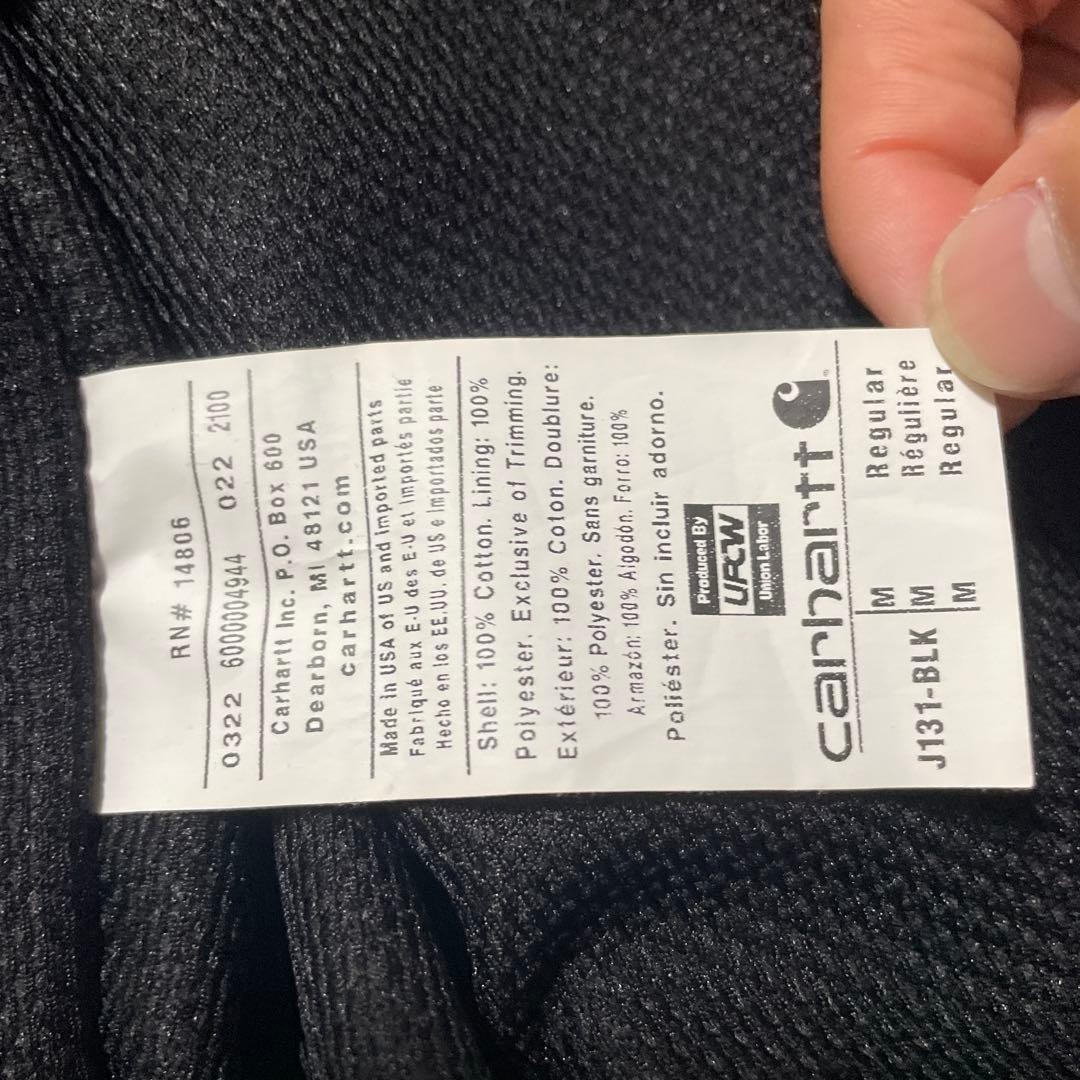 carhartt
M Regular
J131-BLK M Régulière
M Regular
Produced By
UFCW
Union Labor
Shell: 100% Cotton. Lining: 100%
Polyester. Exclusive of Trimming.
Extérieur: 100% Coton. Doublure:
100% Polyester. Sans garniture.
Armazón: 100% Algodón. Forro: 100%
Poliéster. Sin incluir adorno.
Made in USA of US and Imported parts
Fabriqué aux E-U des E-U et Importés partie
Hecho en los EE.UU. de US e Importados parte
Carhartt Inc. P.O. Box 600
Dearborn, MI 48121 USA
carhartt.com
0322 6000004944 022 2100
RN# 14806